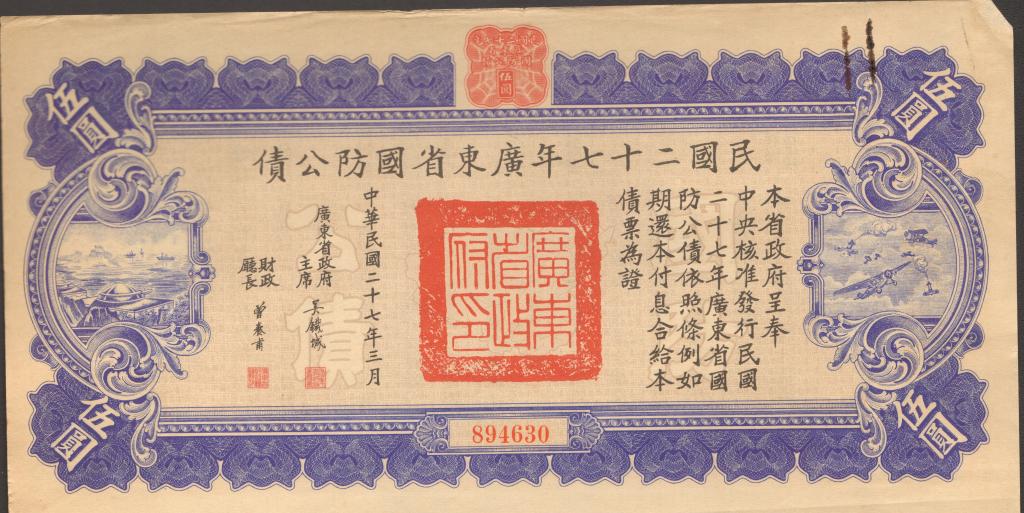 伍圓
伍圓
伍圓
民國二十七年廣東省國防公債
本省政府呈奉
中央核准發行民國
二十七年廣東省國
防公債依照條例如
期還本付息合給本
債票為證
廣東省政府印
中華民國二十七年三月
廣東省政府
主席
吳鐵城
財政
廳長
曾養甫
伍圓
伍圓
894630